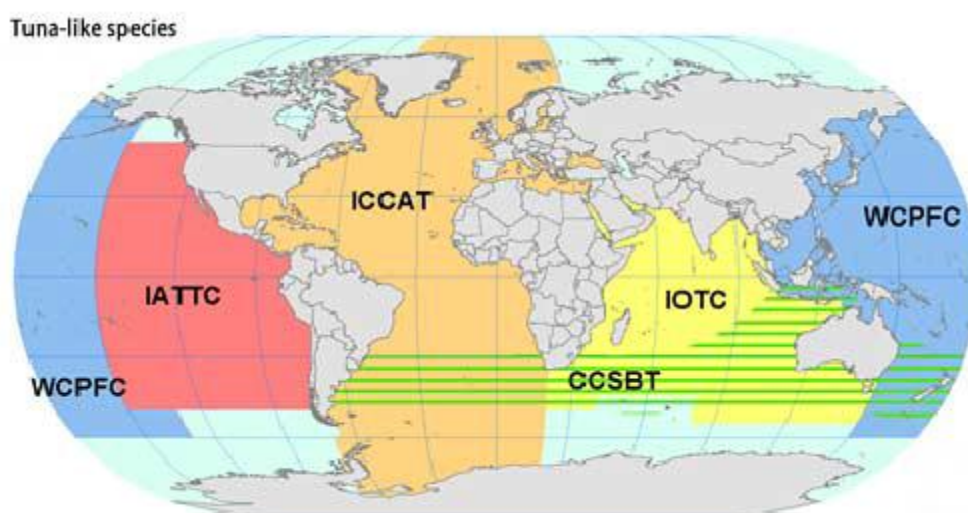 Tuna-like species
ICCAT
WCPFC
IATTC
IOTC
WCPFC
CCSBT